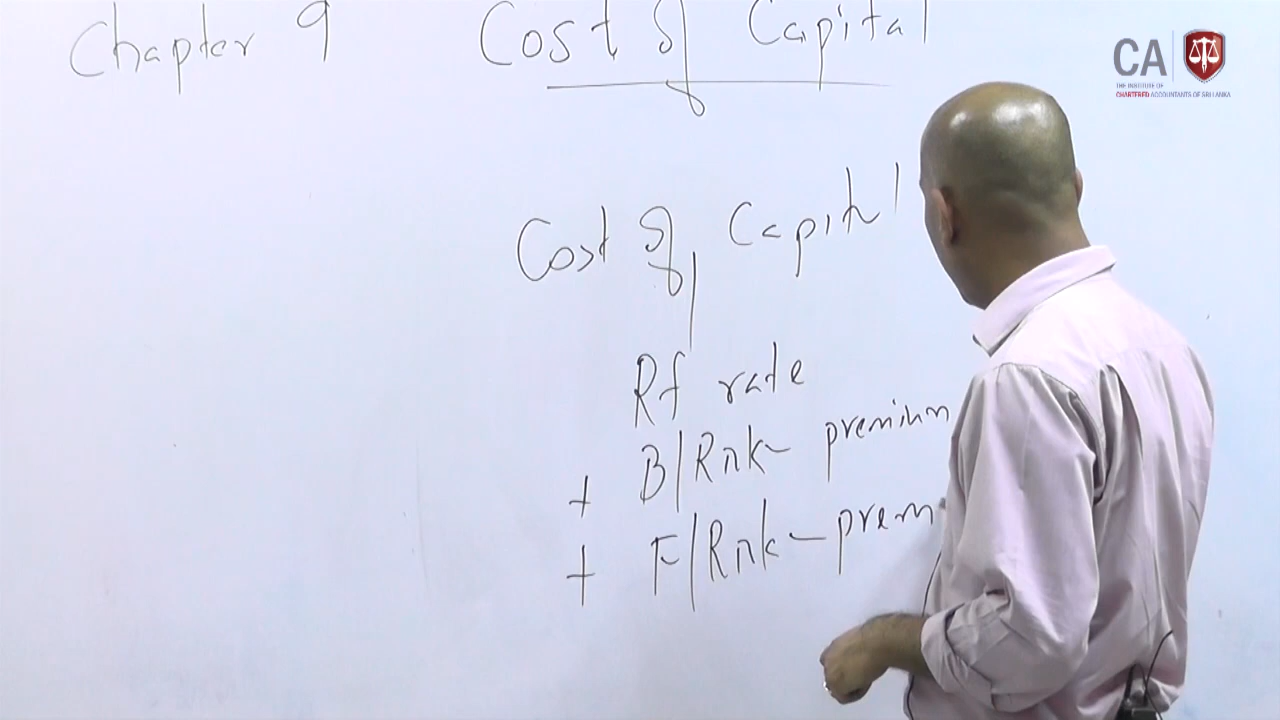 Chapter 9 Cost of Capital
CA
THE INSTITUTE OF
CHARTERED ACCOUNTANTS OF SRI LANKA
Cost of Capital
Rf rate
+ B/Risk premium
+ F/Risk prem